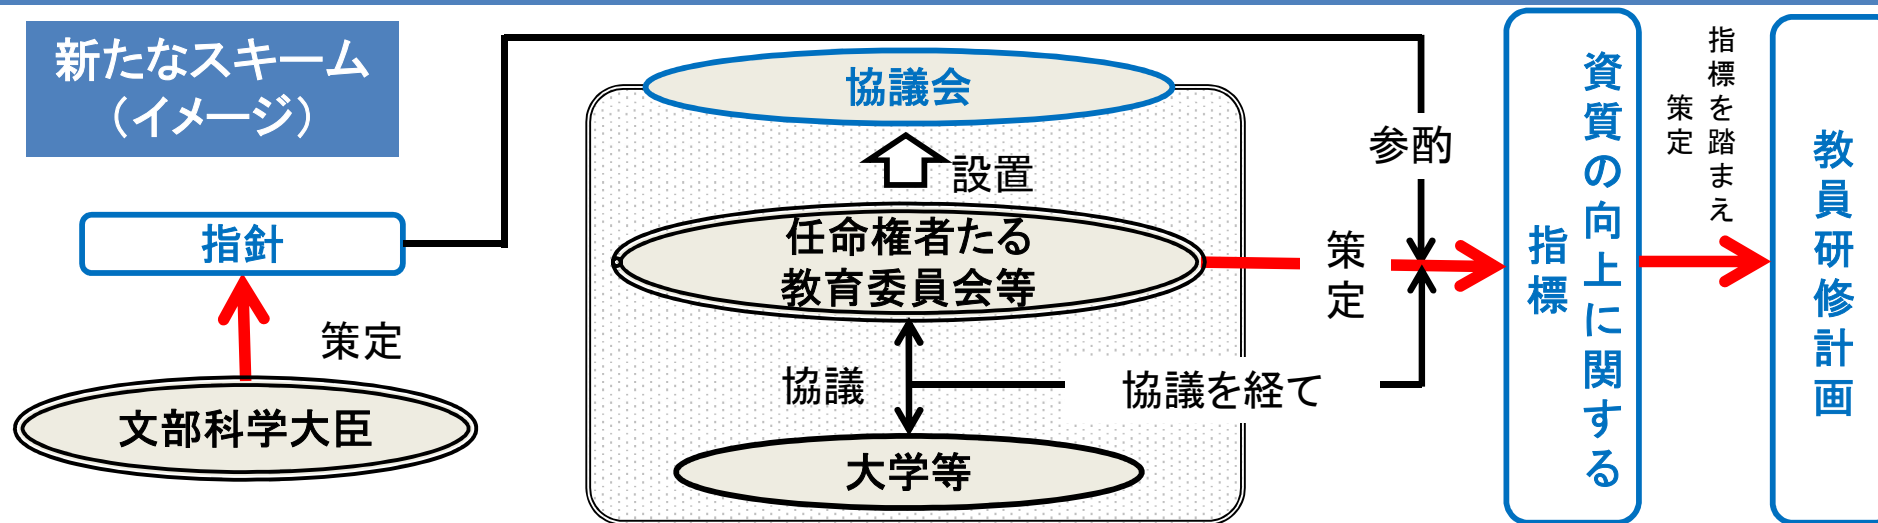 新たなスキーム
（イメージ）
協議会
設置
任命権者たる
教育委員会等
協議
協議を経て
大学等
指針
策定
文部科学大臣
参酌
策定
資質の向上に関する
指標
指標を踏まえ
策定
教員研修計画